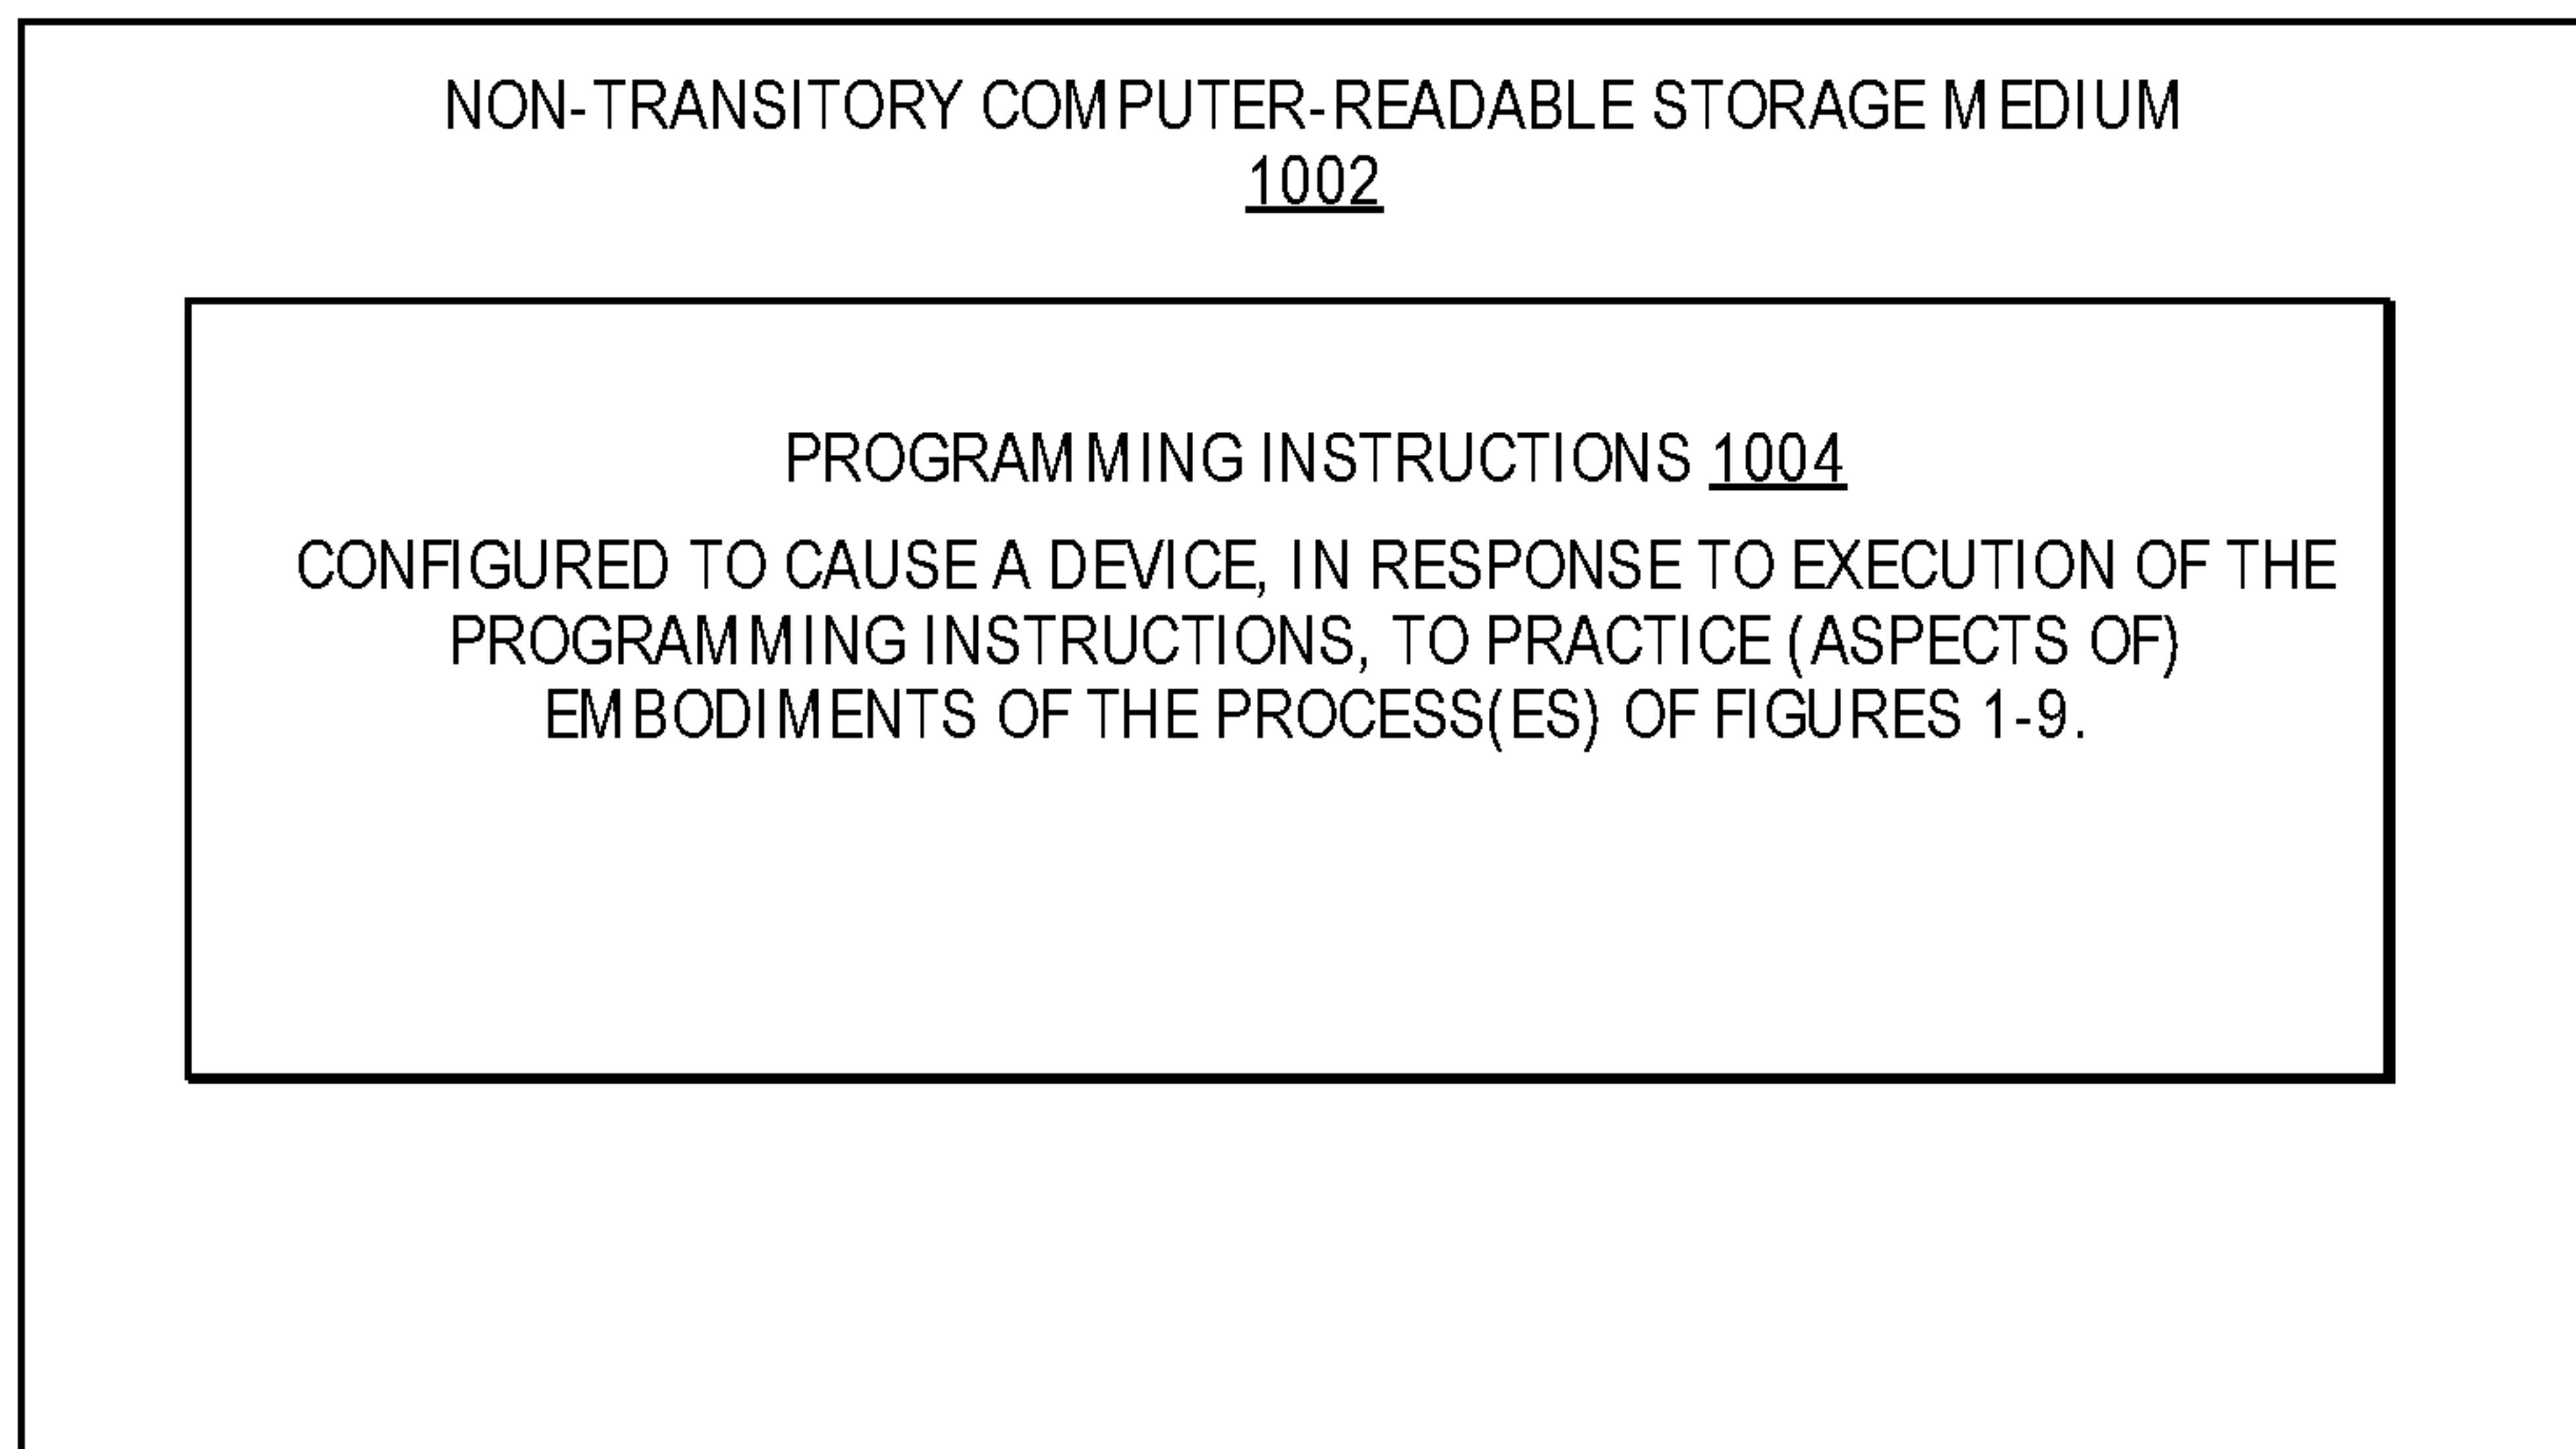 NON-TRANSITORY COMPUTER-READABLE STORAGE MEDIUM
1002
PROGRAMMING INSTRUCTIONS 1004
CONFIGURED TO CAUSE A DEVICE, IN RESPONSE TO EXECUTION OF THE
PROGRAMMING INSTRUCTIONS, TO PRACTICE (ASPECTS OF)
EMBODIMENTS OF THE PROCESS(ES) OF FIGURES 1-9.